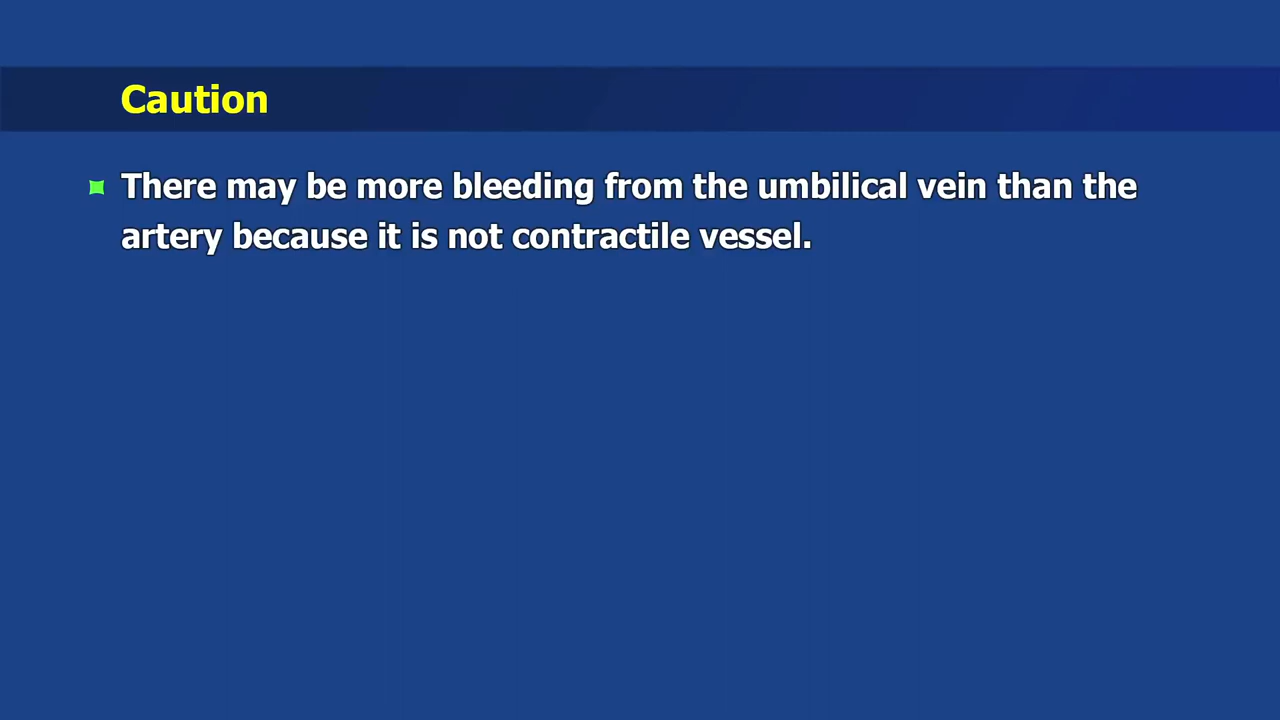 Caution
There may be more bleeding from the umbilical vein than the
artery because it is not contractile vessel.